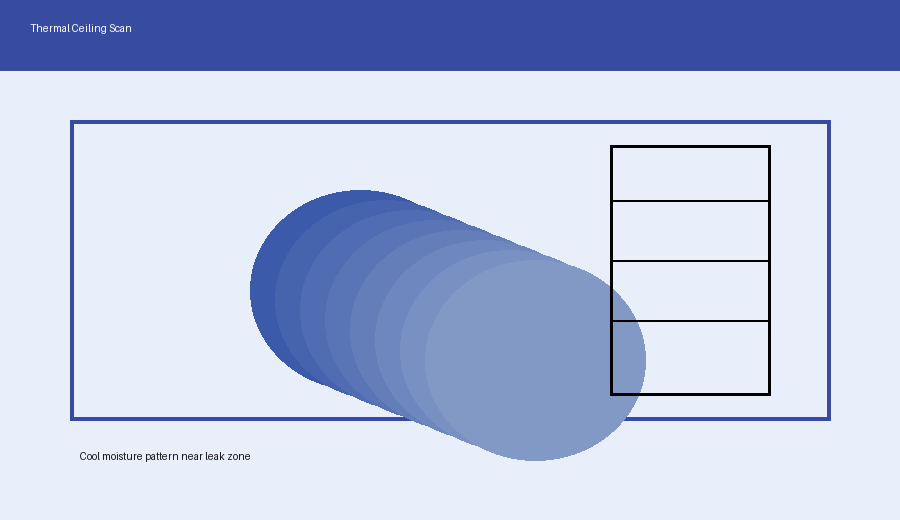 Thermal Ceiling Scan
Cool moisture pattern near leak zone